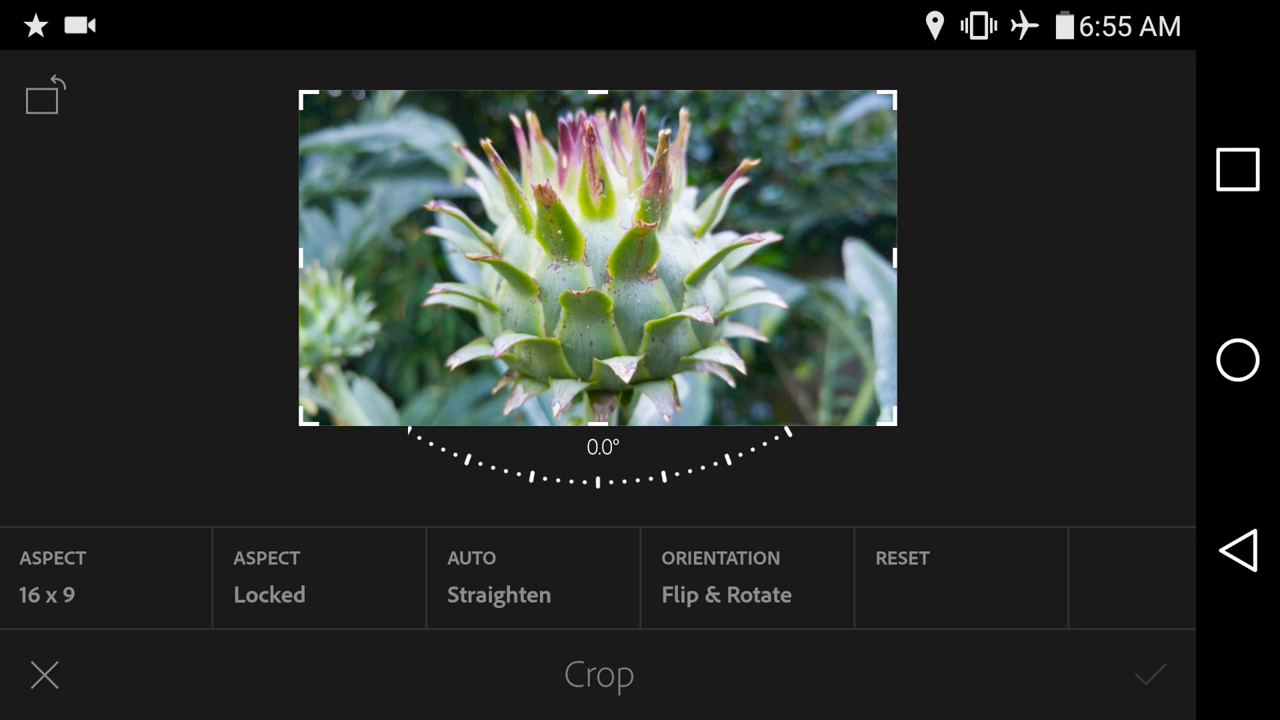 6:55 AM
0.0°
ASPECT
16 x 9
ASPECT
Locked
AUTO
Straighten
ORIENTATION
Flip & Rotate
RESET
Crop